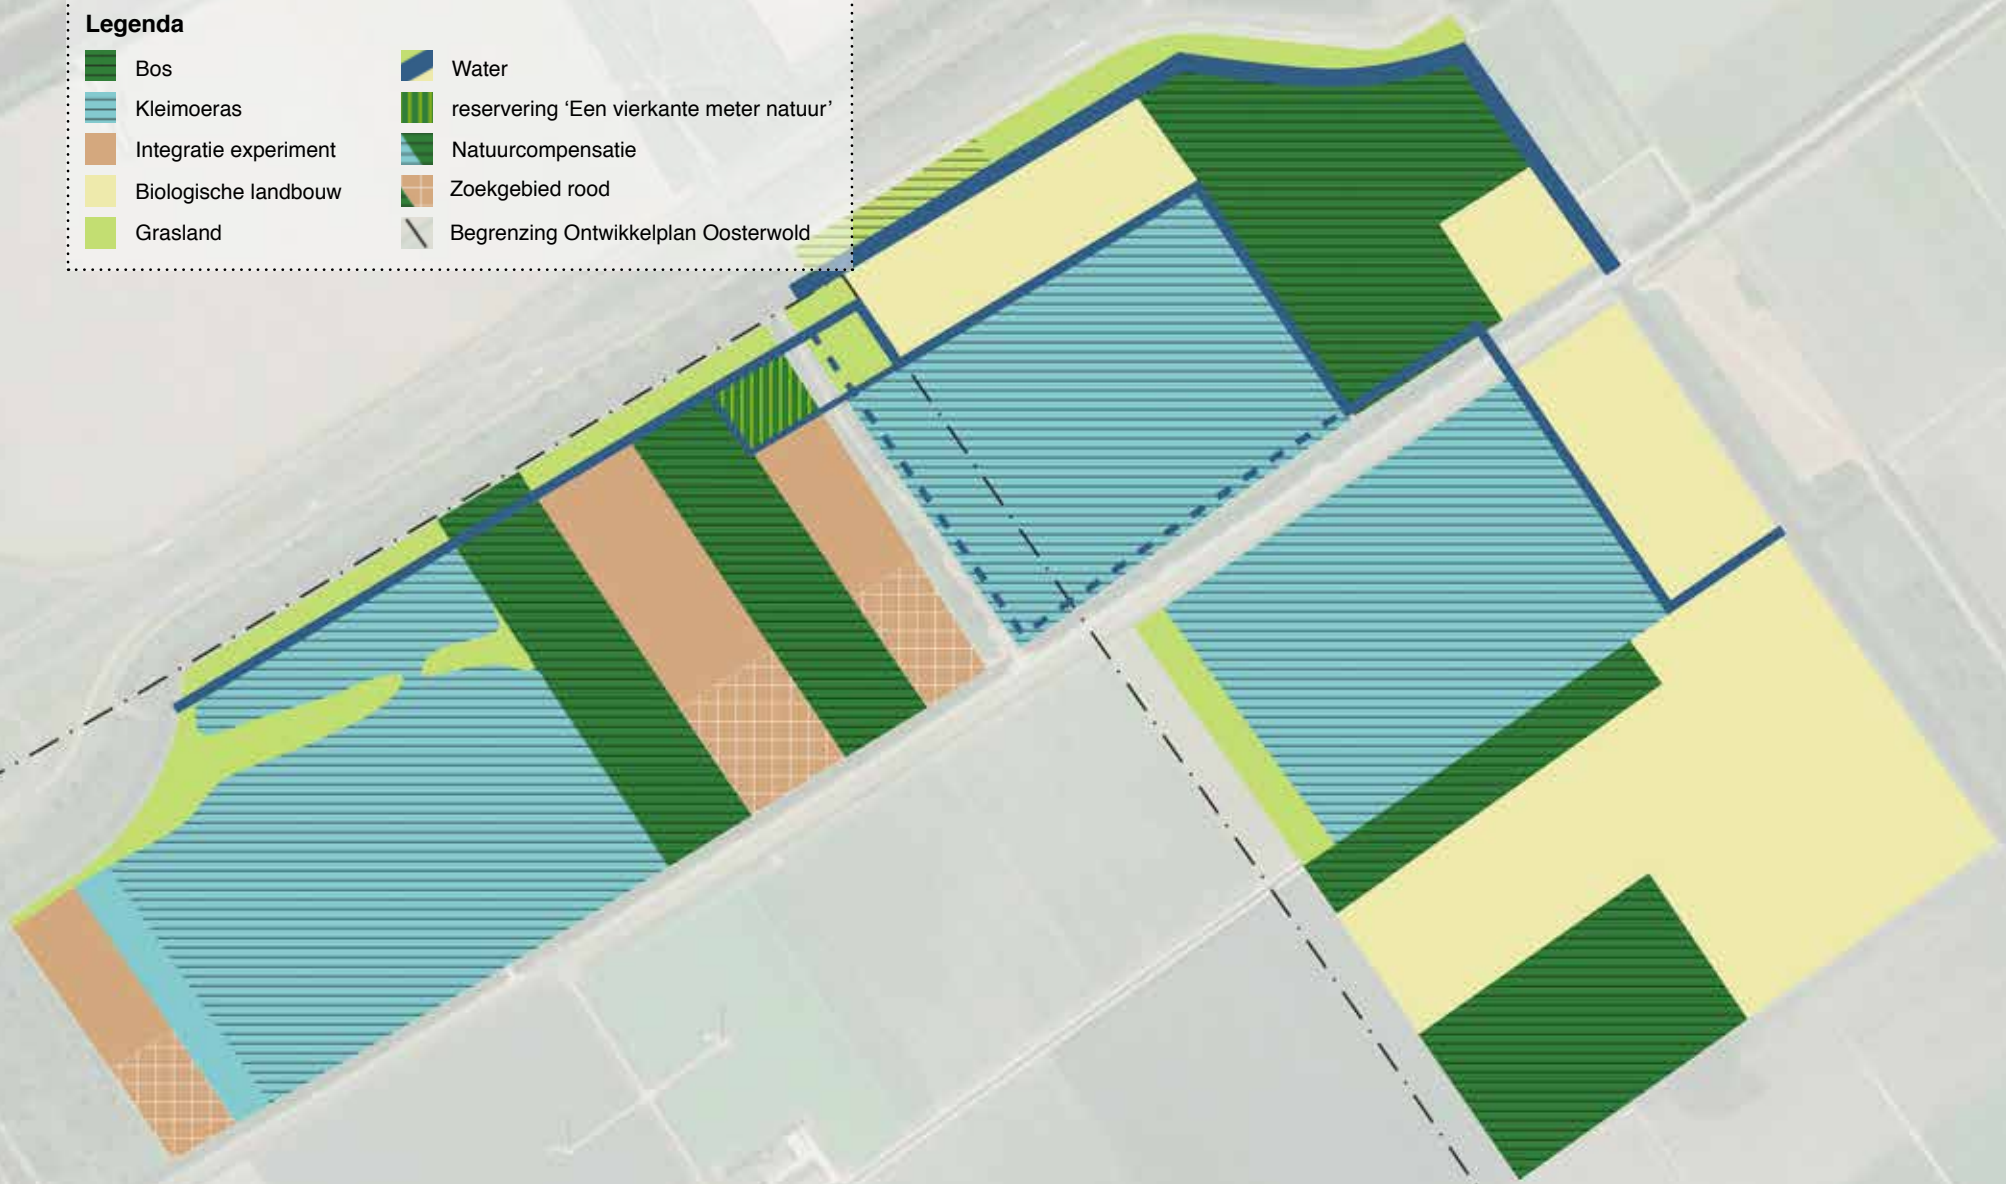 Legenda
Bos
Kleimoeras
Integratie experiment
Biologische landbouw
Grasland
Water
reservering ‘Een vierkante meter natuur’
Natuurcompensatie
Zoekgebied rood
Begrenzing Ontwikkelplan Oosterwold